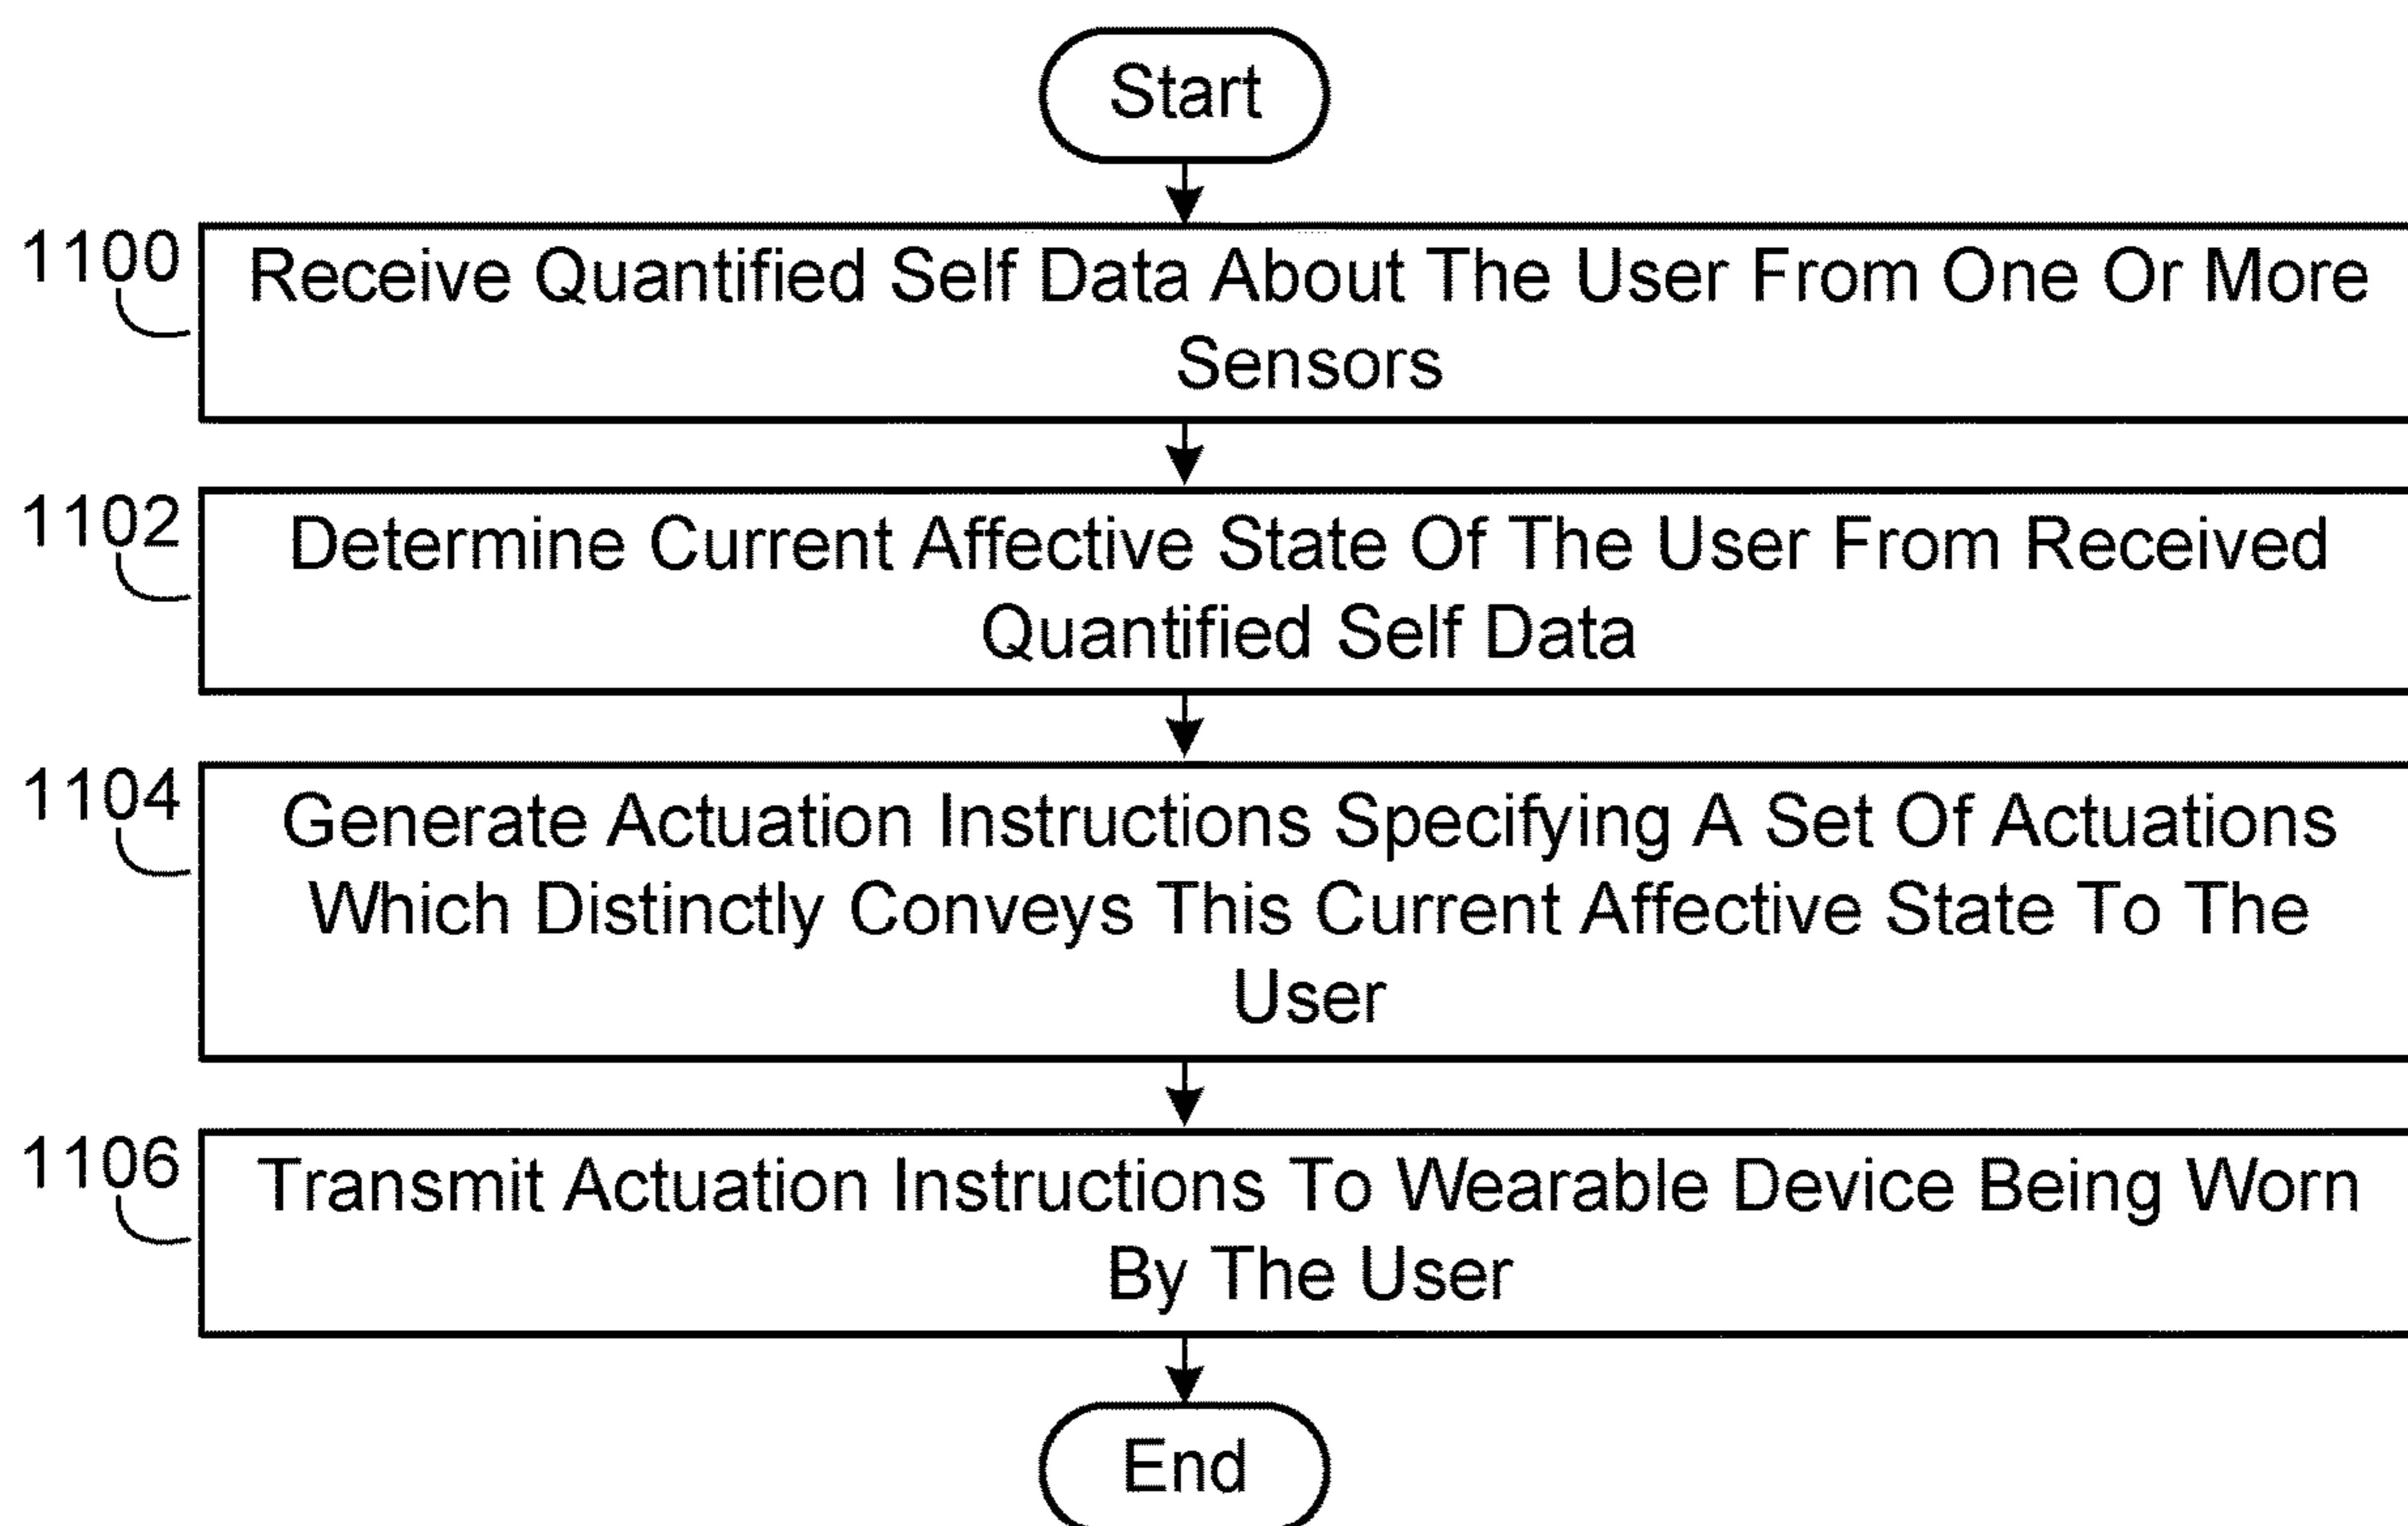 Start
1100
Receive Quantified Self Data About The User From One Or More
Sensors
1102
Determine Current Affective State Of The User From Received
Quantified Self Data
1104
Generate Actuation Instructions Specifying A Set Of Actuations
Which Distinctly Conveys This Current Affective State To The
User
1106
Transmit Actuation Instructions To Wearable Device Being Worn
By The User
End